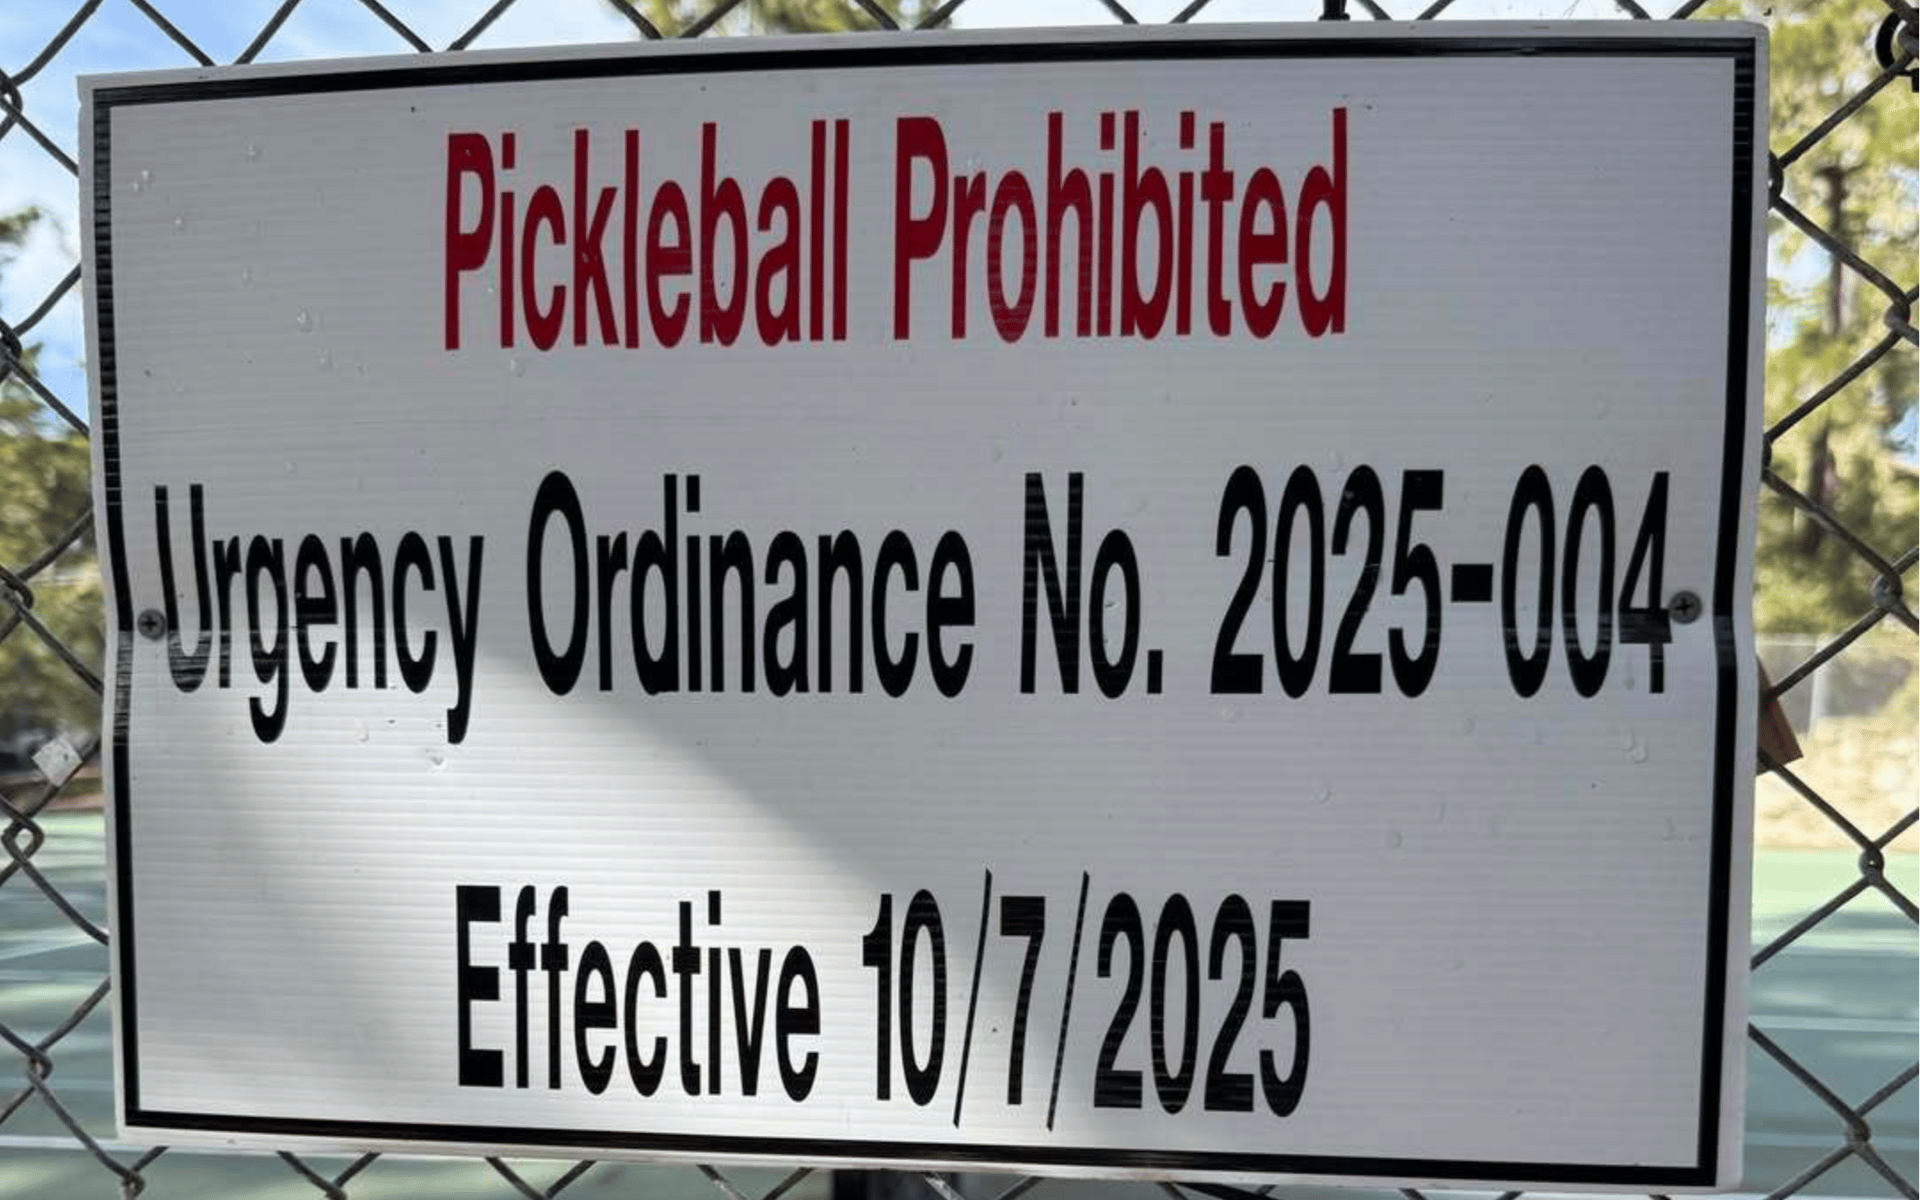 Pickleball Prohibited
Urgency Ordinance No. 2025-004
Effective 10/7/2025